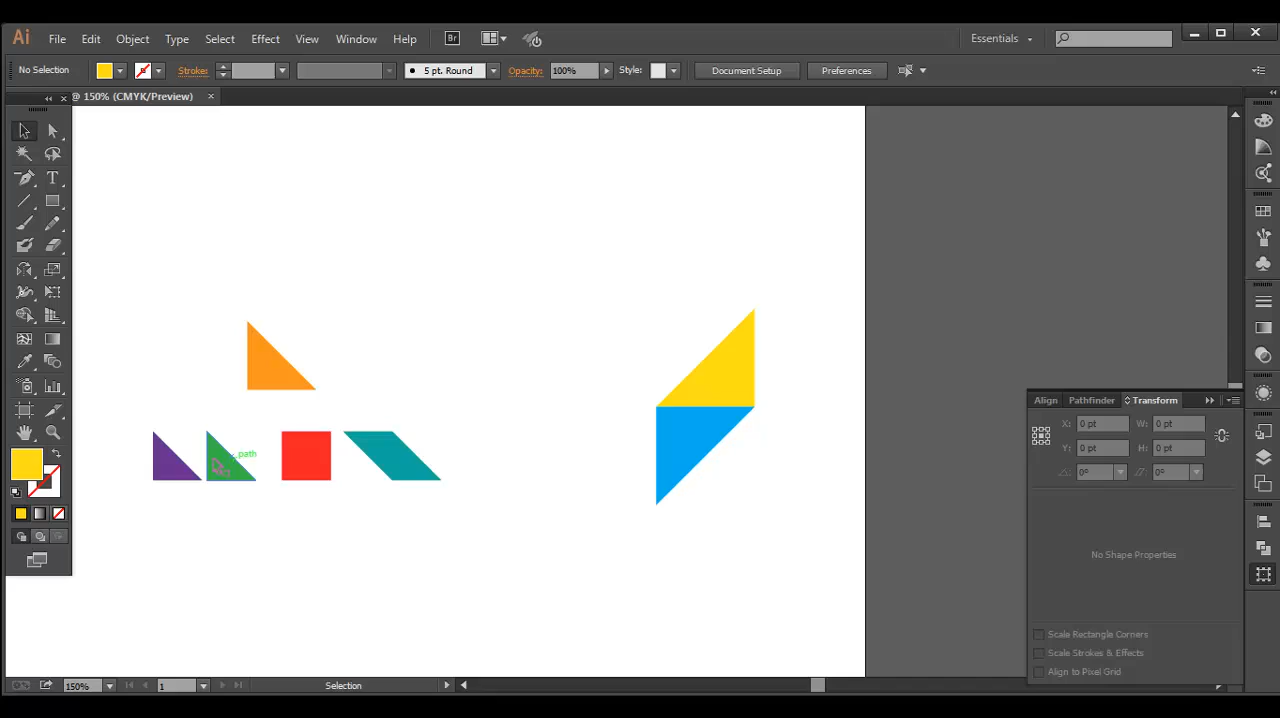 Ai File Edit Object Type Select Effect View Window Help Br Essentials
No Selection Strokes 5 pt. Round Opacity: 100% Style: Document Setup Preferences
@ 150% (CMYK/Preview) ×
Align Pathfinder Transform
X: 0 pt W: 0 pt
Y: 0 pt H: 0 pt
0° 0°
path
No Shape Properties
Scale Rectangle Corners
Scale Strokes & Effects
Align to Pixel Grid
150% 1 Selection